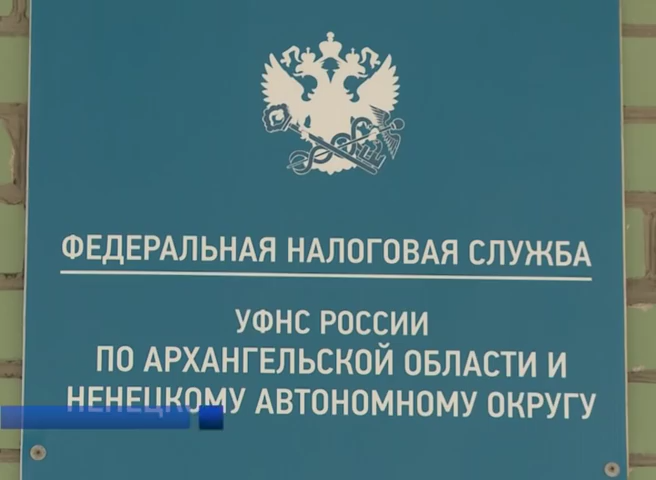 ФЕДЕРАЛЬНАЯ НАЛОГОВАЯ СЛУЖБА
УФНС РОССИИ
ПО АРХАНГЕЛЬСКОЙ ОБЛАСТИ И
НЕНЕЦКОМУ АВТОНОМНОМУ ОКРУГУ